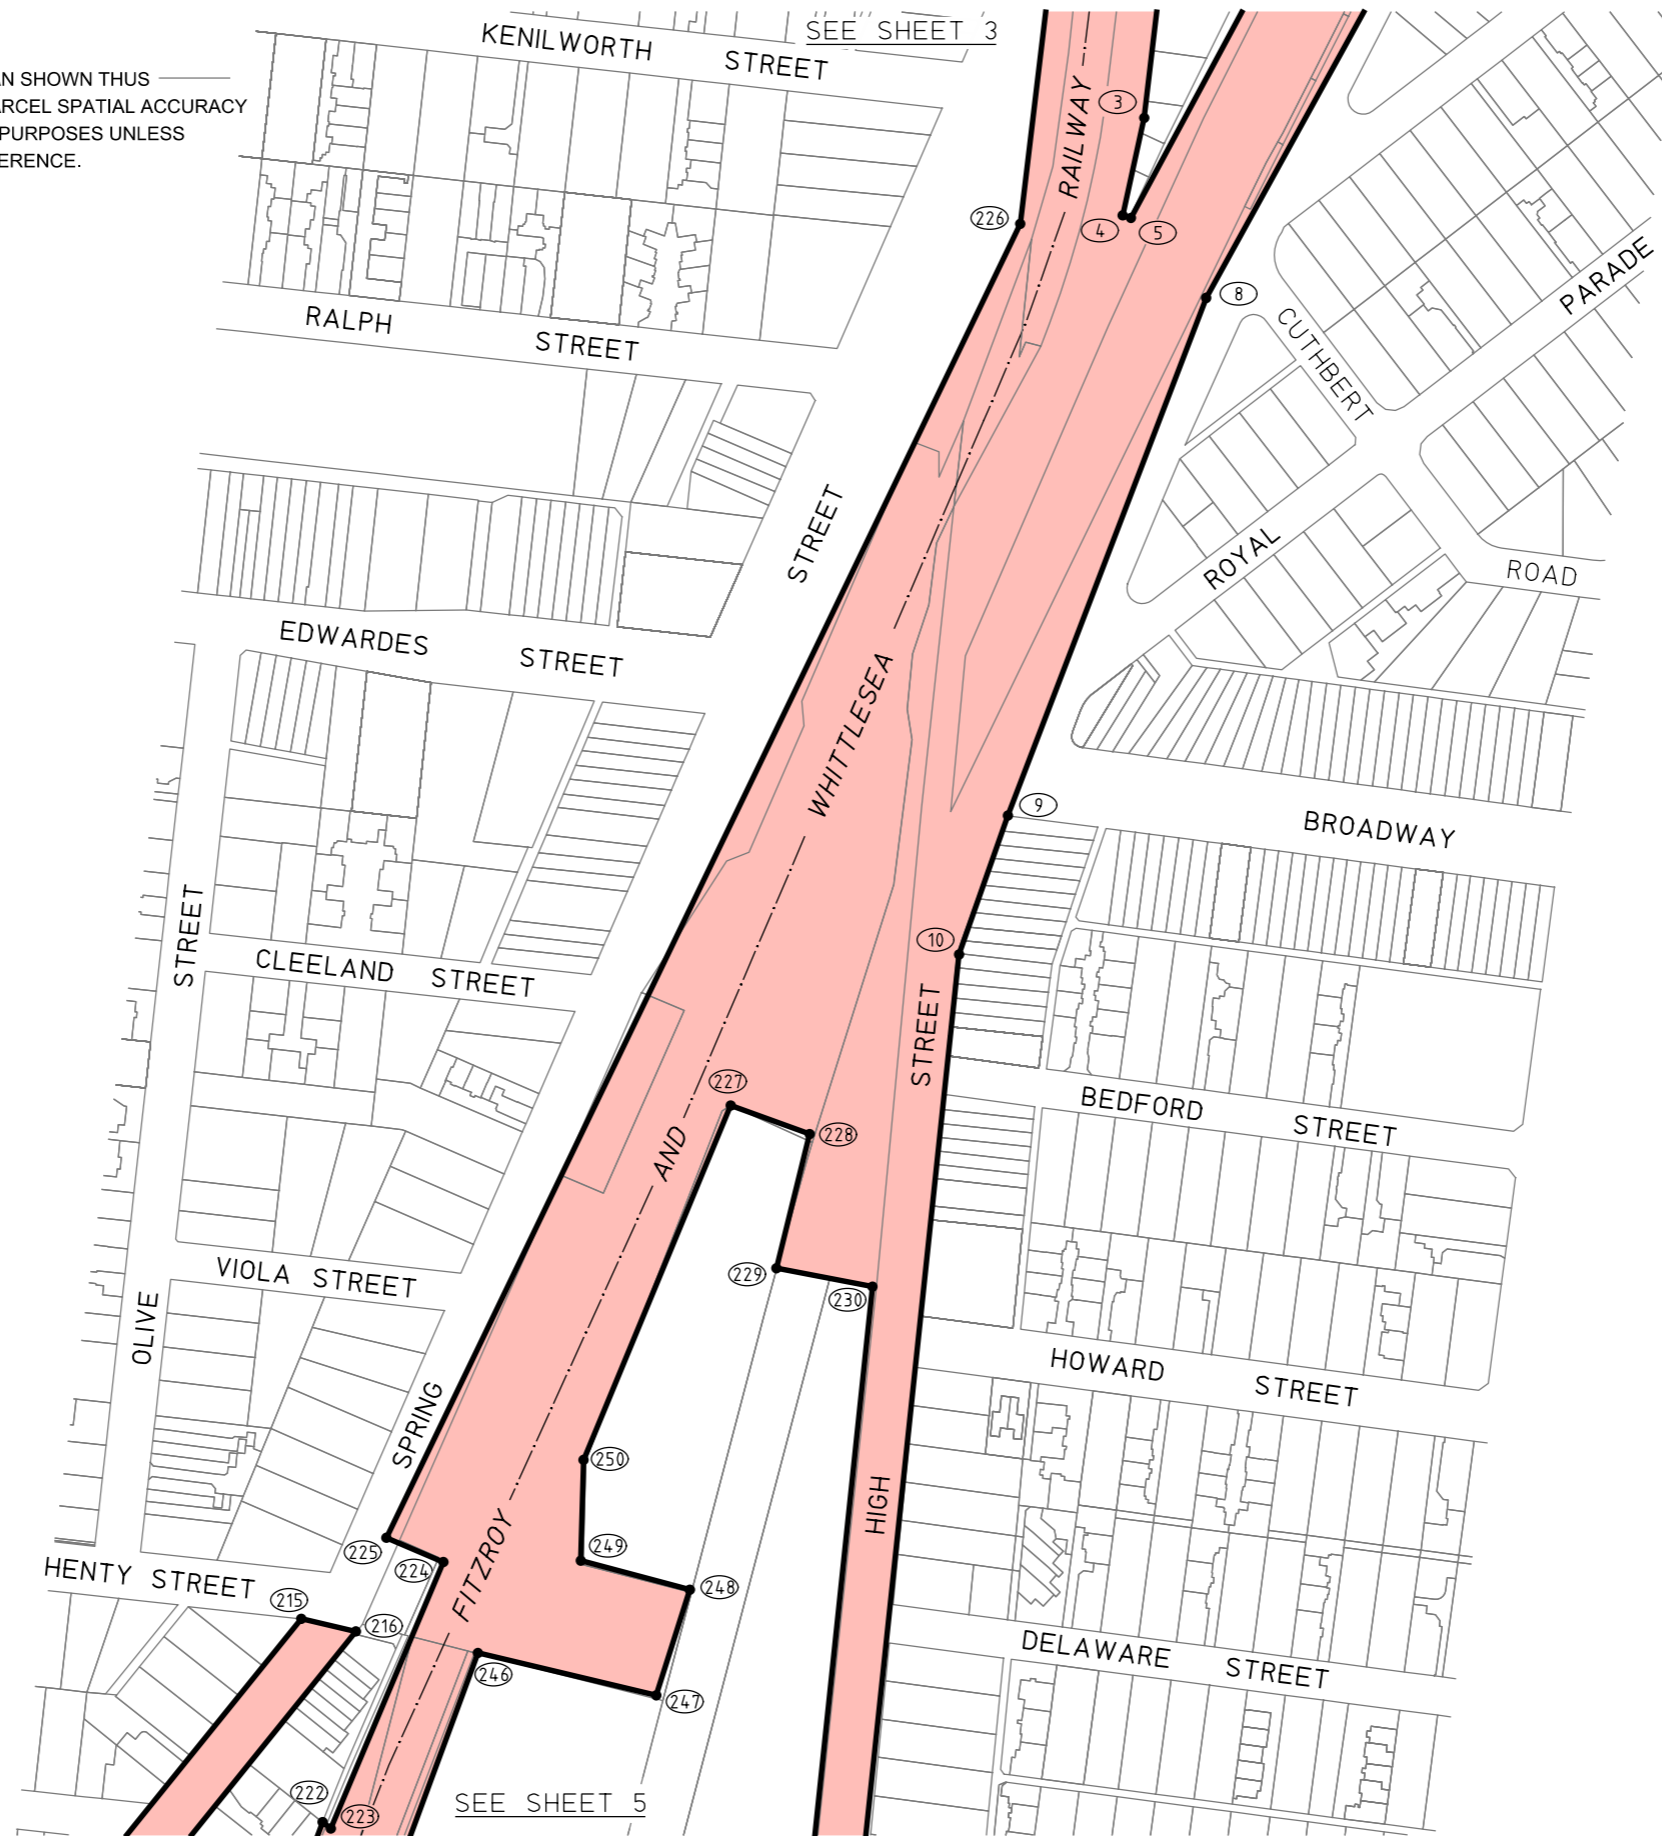 SEE SHEET 3
KENILWORTH STREET
AN SHOWN THUS
ARCEL SPATIAL ACCURACY
PURPOSES UNLESS
ERENCE.
RAILWAY
3
226
4
5
8
RALPH STREET
CUTHBERT
PARADE
STREET
ROYAL
ROAD
EDWARDES STREET
WHITTLESEA
9
BROADWAY
STREET
10
CLEELAND STREET
STREET
227
BEDFORD STREET
228
AND
229
VIOLA STREET
230
OLIVE
HOWARD STREET
SPRING
250
HIGH
225
249
224
FITZROY
HENTY STREET
248
215
216
DELAWARE STREET
246
247
222
223
SEE SHEET 5